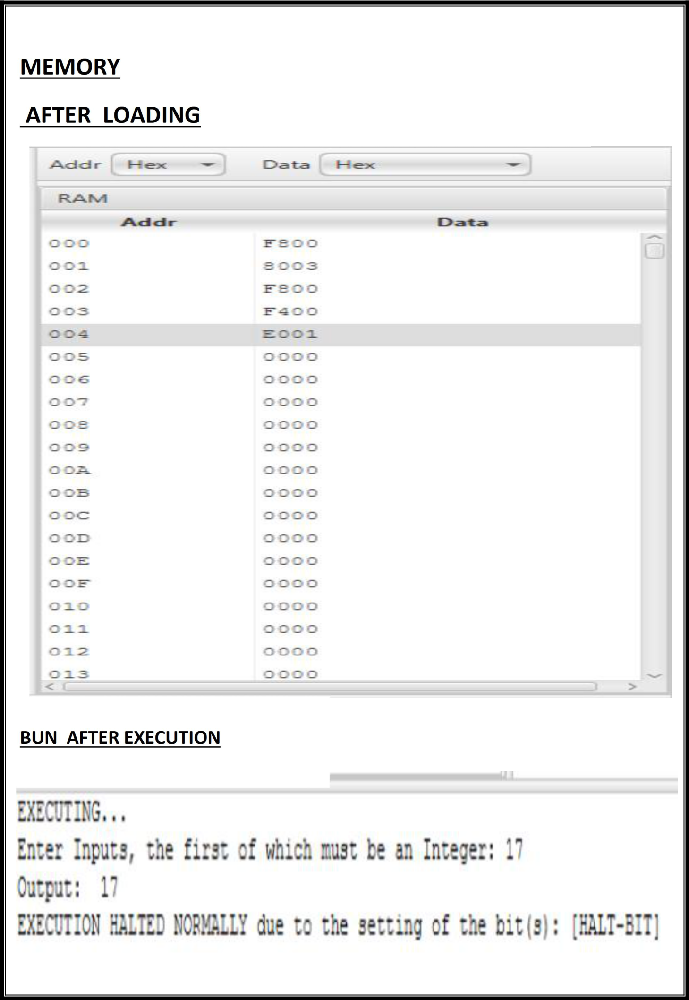 MEMORY
AFTER LOADING
Addr Hex Data Hex
RAM
Addr Data
000 F800
001 8003
002 F800
003 F400
004 E001
005 0000
006 0000
007 0000
008 0000
009 0000
00A 0000
00B 0000
00C 0000
00D 0000
00E 0000
00F 0000
010 0000
011 0000
012 0000
013 0000
BUN AFTER EXECUTION
EXECUTING...
Enter Inputs, the first of which must be an Integer: 17
Output: 17
EXECUTION HALTED NORMALLY due to the setting of the bit(s): [HALT-BIT]